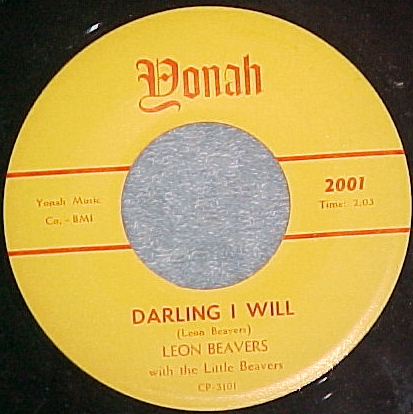 Yonah
Yonah Music
Co. - BMI
2001
Time: 2.03
DARLING I WILL
(Leon Beavers)
LEON BEAVERS
with the Little Beavers
CP-3101